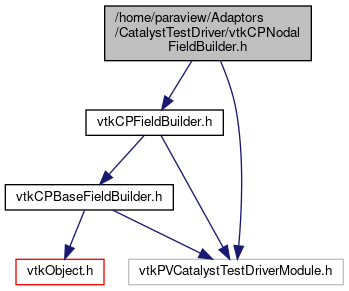 /home/paraview/Adaptors
/CatalystTestDriver/vtkCPNodal
FieldBuilder.h
vtkCPFieldBuilder.h
vtkCPBaseFieldBuilder.h
vtkObject.h
vtkPVCatalystTestDriverModule.h